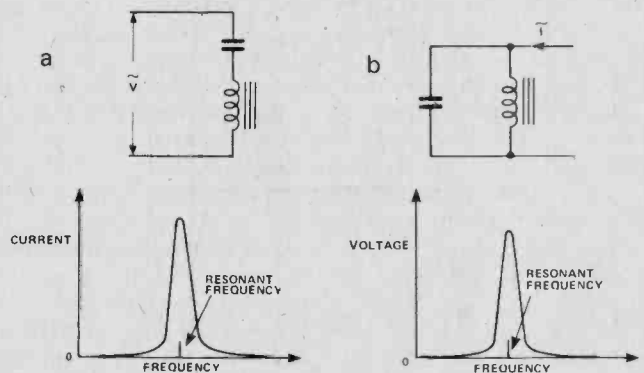 a
ṽ
b
ĩ
CURRENT
RESONANT
FREQUENCY
0
FREQUENCY
VOLTAGE
RESONANT
FREQUENCY
0
FREQUENCY